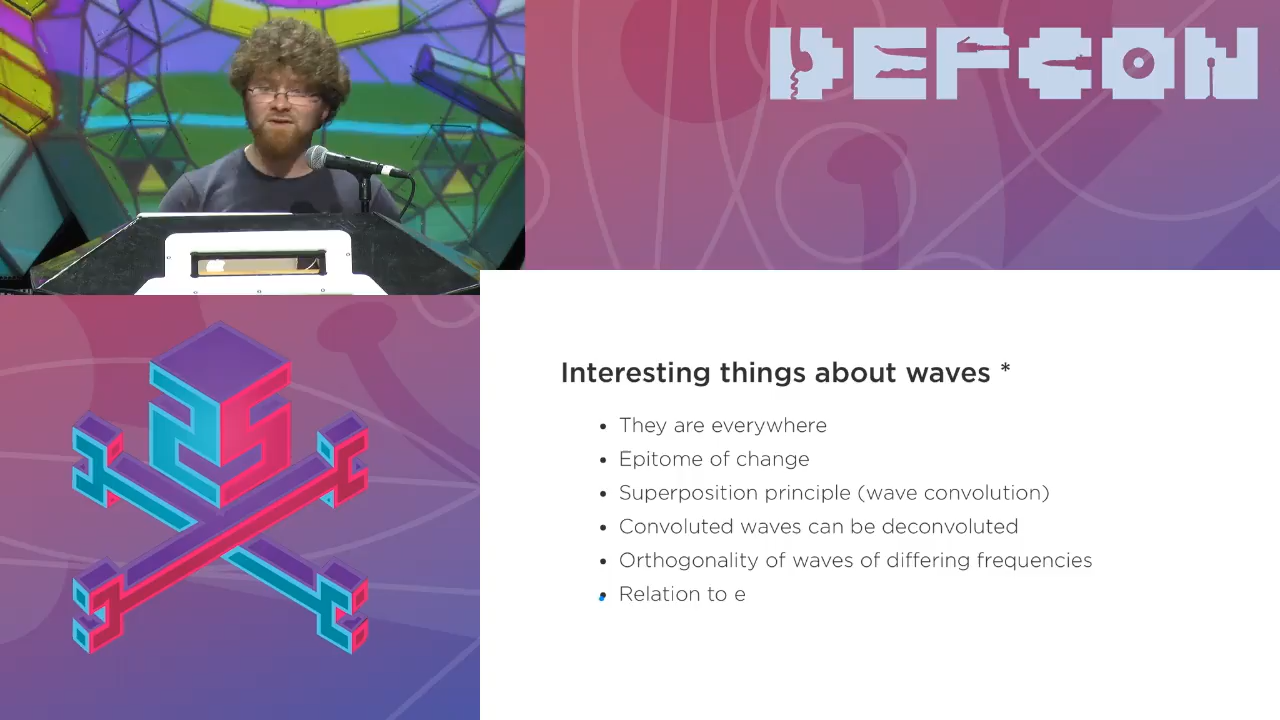 DEFCON
Interesting things about waves *
• They are everywhere
• Epitome of change
• Superposition principle (wave convolution)
• Convoluted waves can be deconvoluted
• Orthogonality of waves of differing frequencies
• Relation to e
25